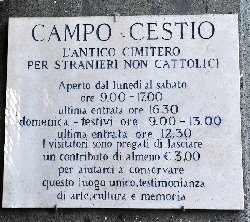 CAMPO CESTIO
L'ANTICO CIMITERO
PER STRANIERI NON CATTOLICI
Aperto dal lunedì al sabato
ore 9.00-17.00
ultima entrata ore 16.30
domenica - festivi ore 9.00 - 13.00
ultima entrata ore 12.30
I visitatori sono pregati di lasciare
un contributo di almeno € 3.00
per aiutarci a conservare
questo luogo unico, testimonianza
di arte, cultura e memoria